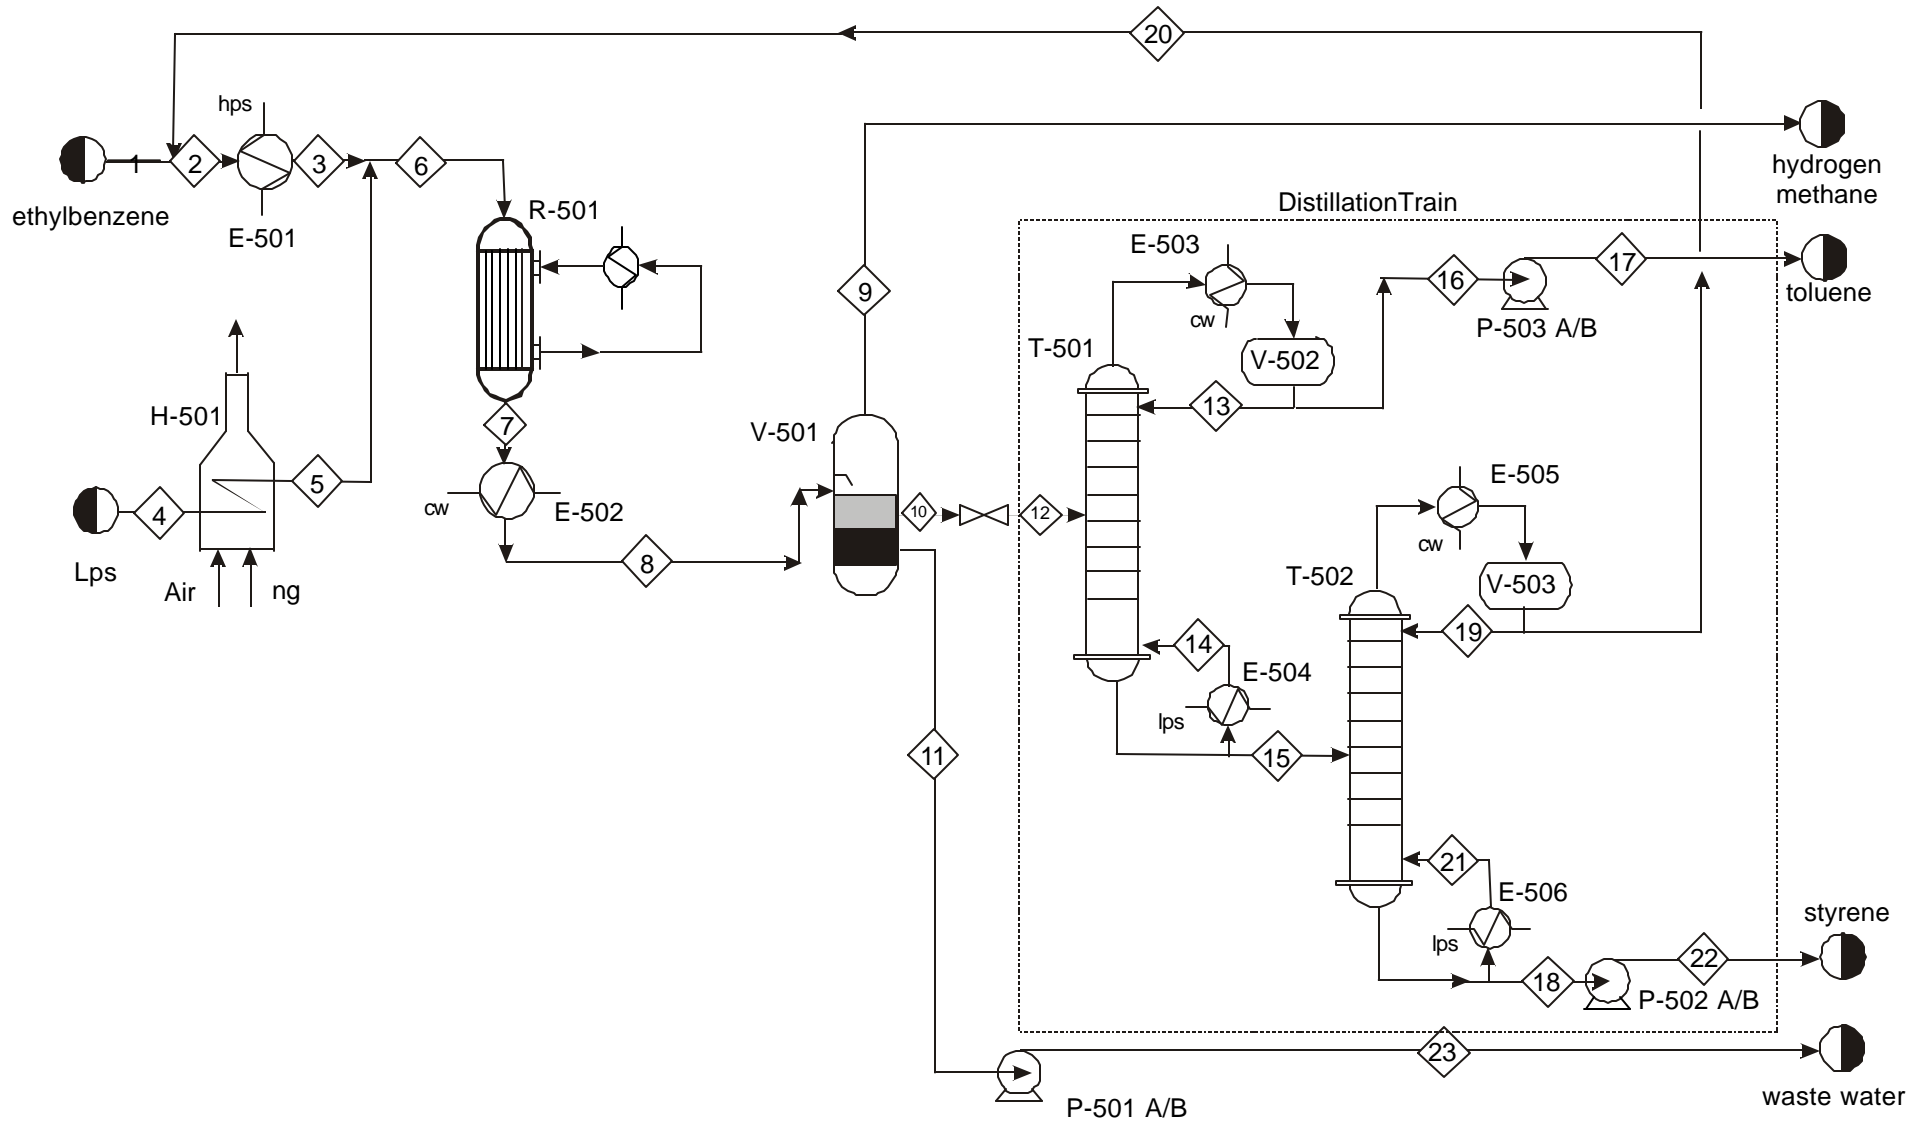 20
hps
1
2
3
6
ethylbenzene
E-501
R-501
hydrogen
methane
DistillationTrain
E-503
cw
V-502
16
17
toluene
P-503 A/B
9
T-501
13
H-501
7
V-501
cw
E-502
4
5
Lps
Air
ng
8
10
12
E-505
cw
V-503
T-502
19
14
E-504
lps
15
11
21
E-506
lps
18
22
styrene
P-502 A/B
23
P-501 A/B
waste water